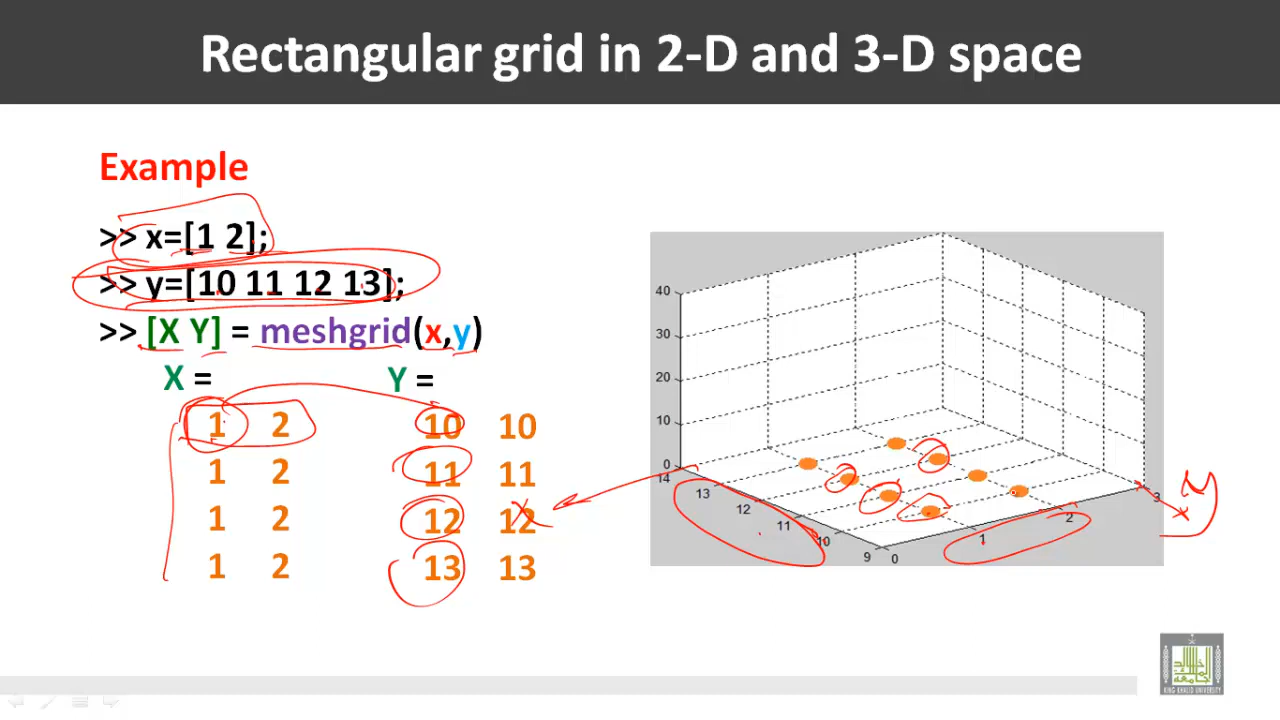 Rectangular grid in 2-D and 3-D space
Example
>> x=[1 2];
>> y=[10 11 12 13];
>> [X Y] = meshgrid(x,y)
X = Y =
1 2 10 10
1 2 11 11
1 2 12 12
1 2 13 13
40
30
20
10
0
14
13
12
11
10
9
0
1
2
3
x
KING KHALID UNIVERSITY